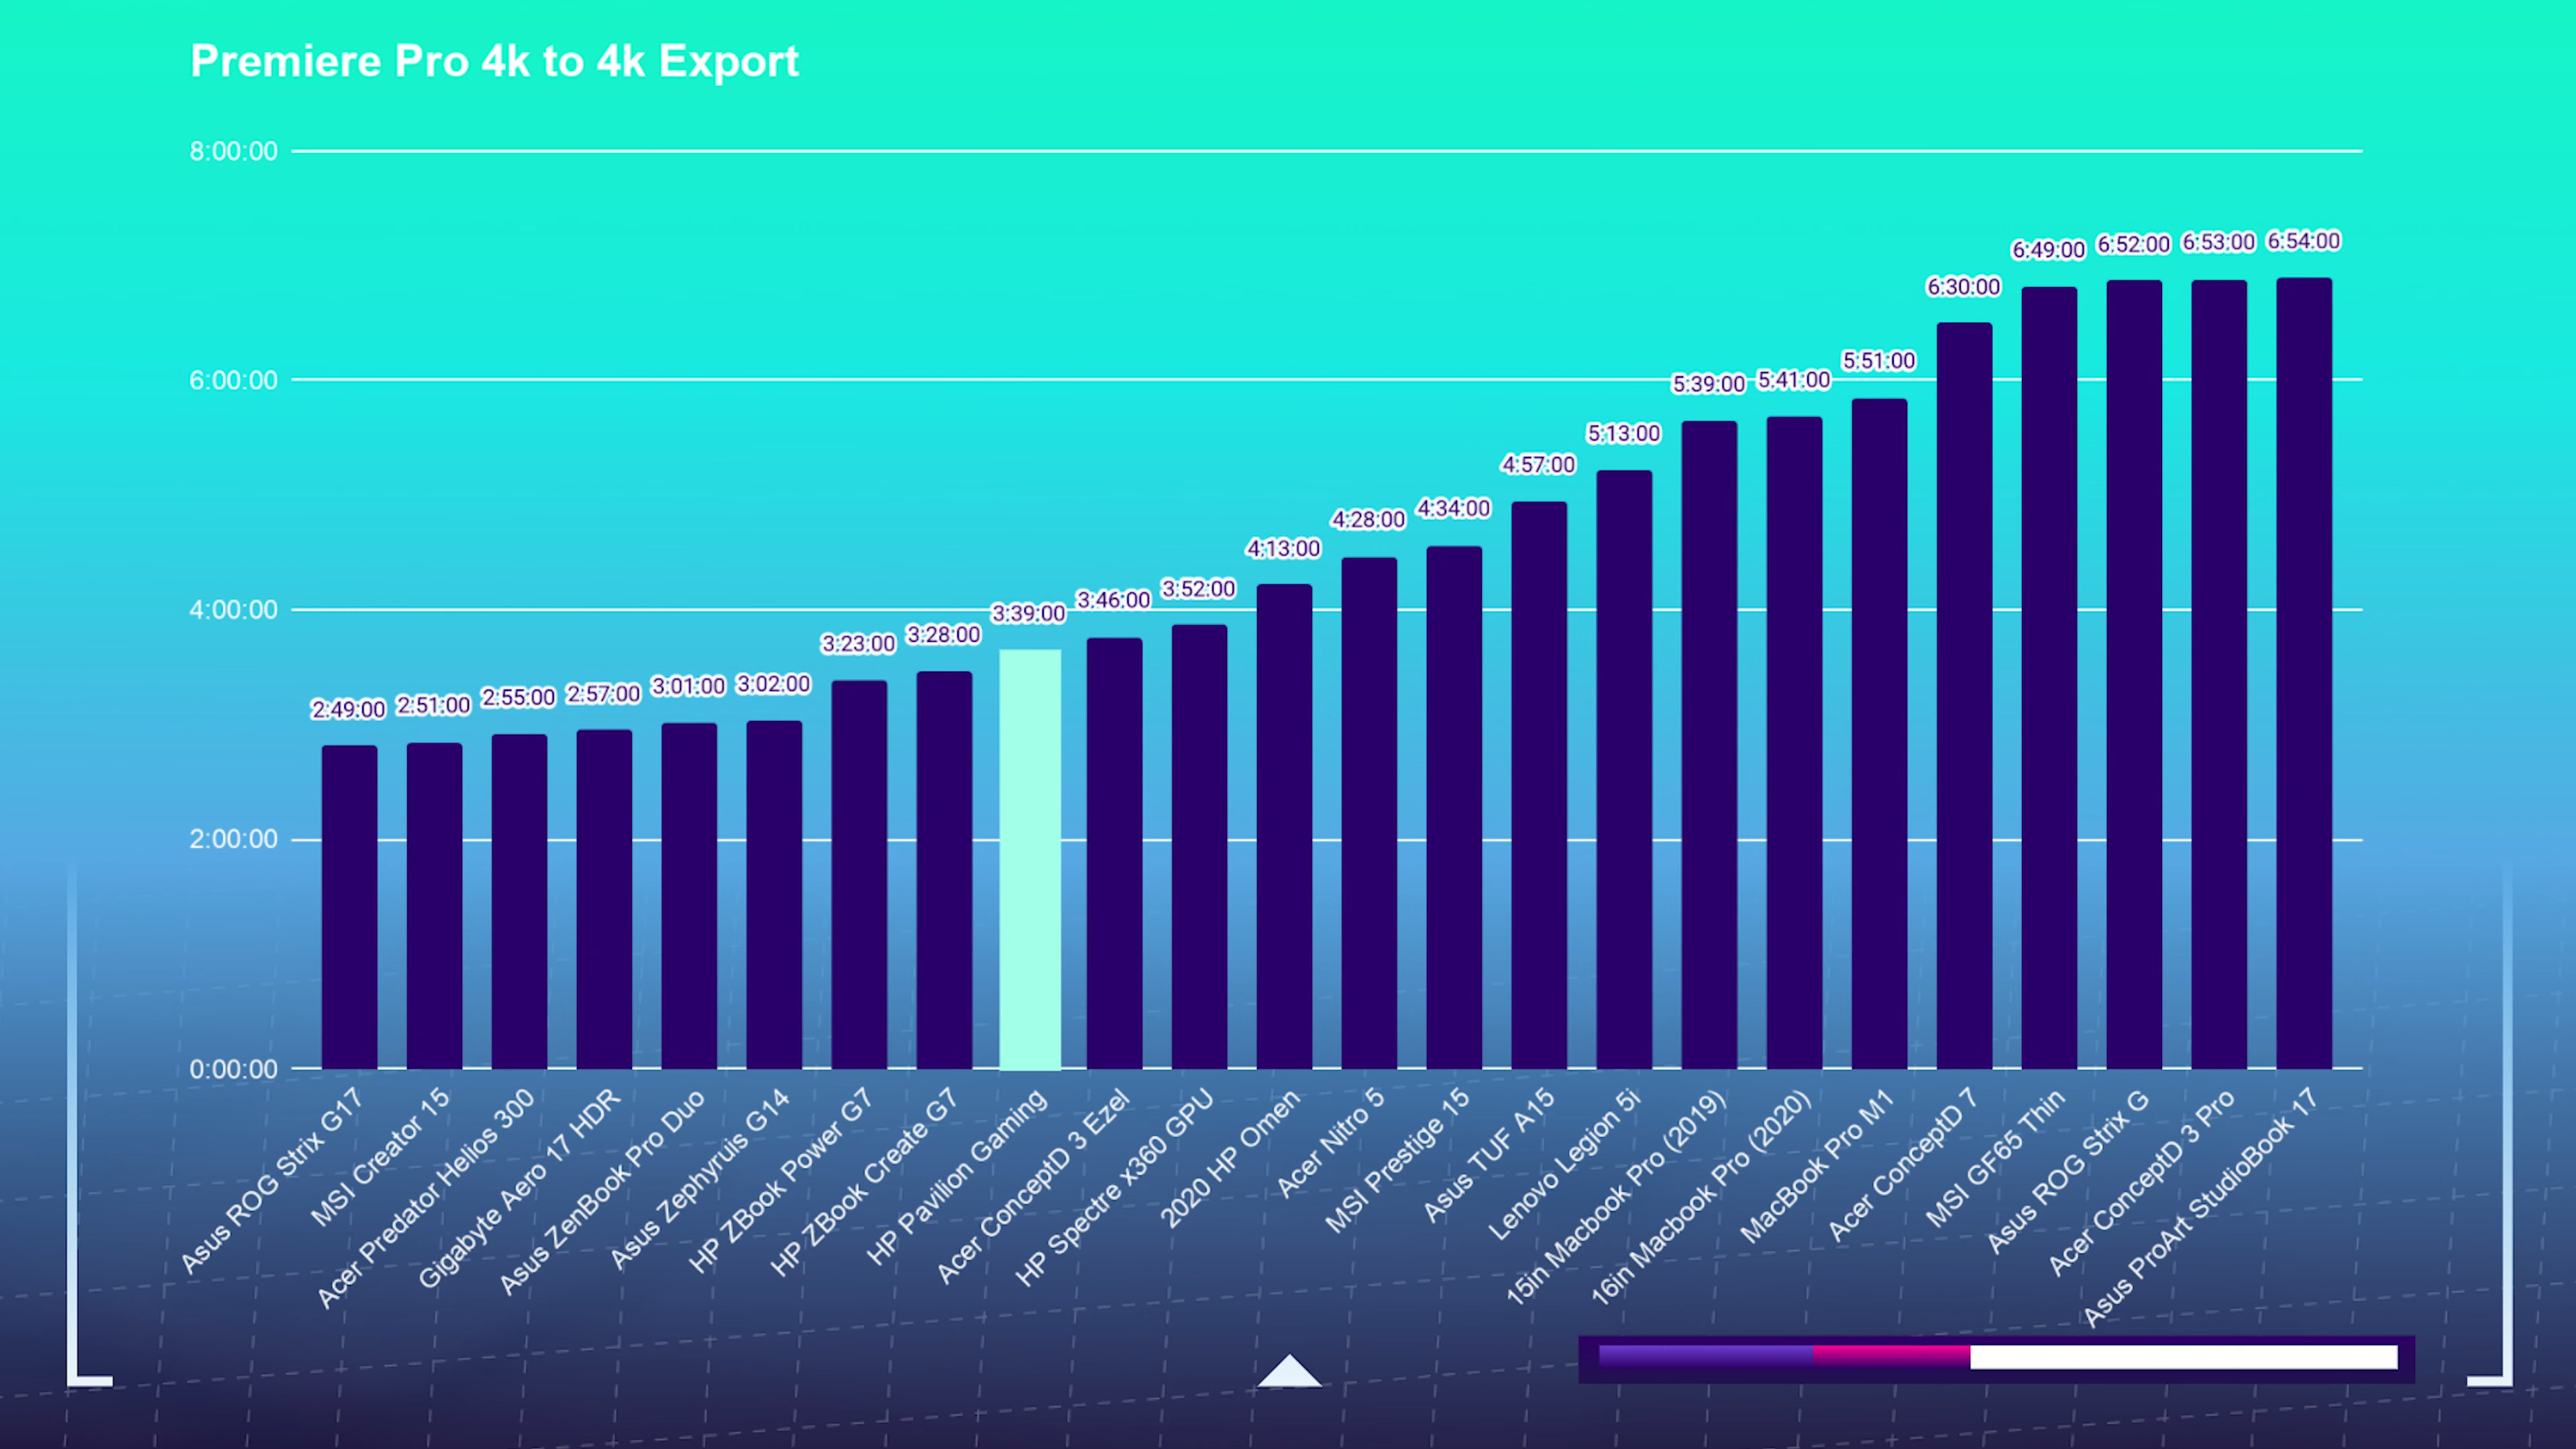 Premiere Pro 4k to 4k Export
8:00:00
6:00:00
4:00:00
2:00:00
0:00:00
2:49:00
2:51:00
2:55:00
2:57:00
3:01:00
3:02:00
3:23:00
3:28:00
3:39:00
3:46:00
3:52:00
4:13:00
4:28:00
4:34:00
4:57:00
5:13:00
5:39:00
5:41:00
5:51:00
6:30:00
6:49:00
6:52:00
6:53:00
6:54:00
Asus ROG Strix G17
MSI Creator 15
Acer Predator Helios 300
Gigabyte Aero 17 HDR
Asus ZenBook Pro Duo
Asus Zephyruis G14
HP ZBook Power G7
HP ZBook Create G7
HP Pavilion Gaming
Acer ConceptD 3 Ezel
HP Spectre x360 GPU
2020 HP Omen
Acer Nitro 5
MSI Prestige 15
Asus TUF A15
Lenovo Legion 5i
15in Macbook Pro (2019)
16in Macbook Pro (2020)
MacBook Pro M1
Acer ConceptD 7
MSI GF65 Thin
Asus ROG Strix G
Acer ConceptD 3 Pro
Asus ProArt StudioBook 17